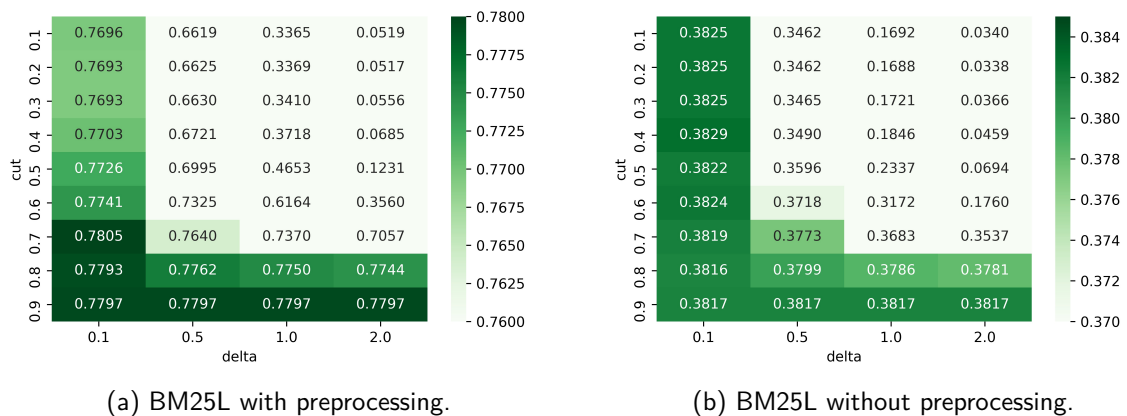 0.1 0.7696 0.6619 0.3365 0.0519
0.2 0.7693 0.6625 0.3369 0.0517
0.3 0.7693 0.6630 0.3410 0.0556
0.4 0.7703 0.6721 0.3718 0.0685
0.5 0.7726 0.6995 0.4653 0.1231
0.6 0.7741 0.7325 0.6164 0.3560
0.7 0.7805 0.7640 0.7370 0.7057
0.8 0.7793 0.7762 0.7750 0.7744
0.9 0.7797 0.7797 0.7797 0.7797
cut
0.1 0.5 1.0 2.0
delta
0.7800
0.7775
0.7750
0.7725
0.7700
0.7675
0.7650
0.7625
0.7600
(a) BM25L with preprocessing.
0.1 0.3825 0.3462 0.1692 0.0340
0.2 0.3825 0.3462 0.1688 0.0338
0.3 0.3825 0.3465 0.1721 0.0366
0.4 0.3829 0.3490 0.1846 0.0459
0.5 0.3822 0.3596 0.2337 0.0694
0.6 0.3824 0.3718 0.3172 0.1760
0.7 0.3819 0.3773 0.3683 0.3537
0.8 0.3816 0.3799 0.3786 0.3781
0.9 0.3817 0.3817 0.3817 0.3817
cut
0.1 0.5 1.0 2.0
delta
0.384
0.382
0.380
0.378
0.376
0.374
0.372
0.370
(b) BM25L without preprocessing.